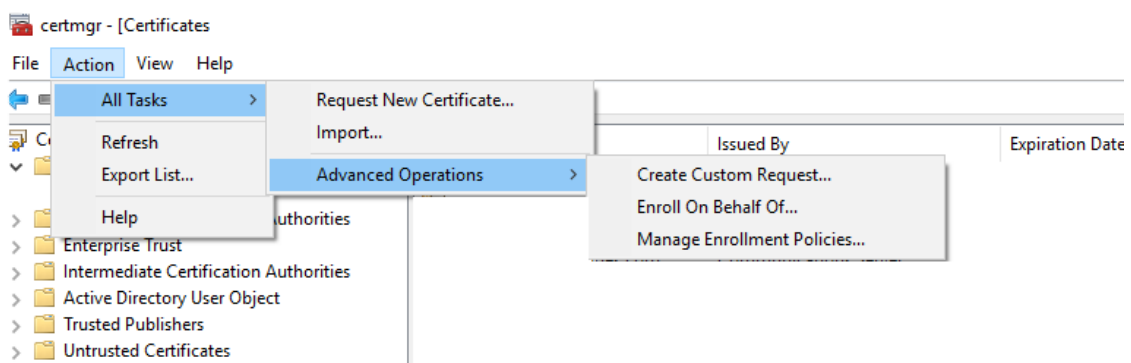 certmgr - [Certificates
File Action View Help
All Tasks
Request New Certificate...
Import...
Refresh
Issued By
Expiration Date
Export List...
Advanced Operations
Create Custom Request...
Enroll On Behalf Of...
Help
Authorities
Manage Enrollment Policies...
Enterprise Trust
Intermediate Certification Authorities
Active Directory User Object
Trusted Publishers
Untrusted Certificates